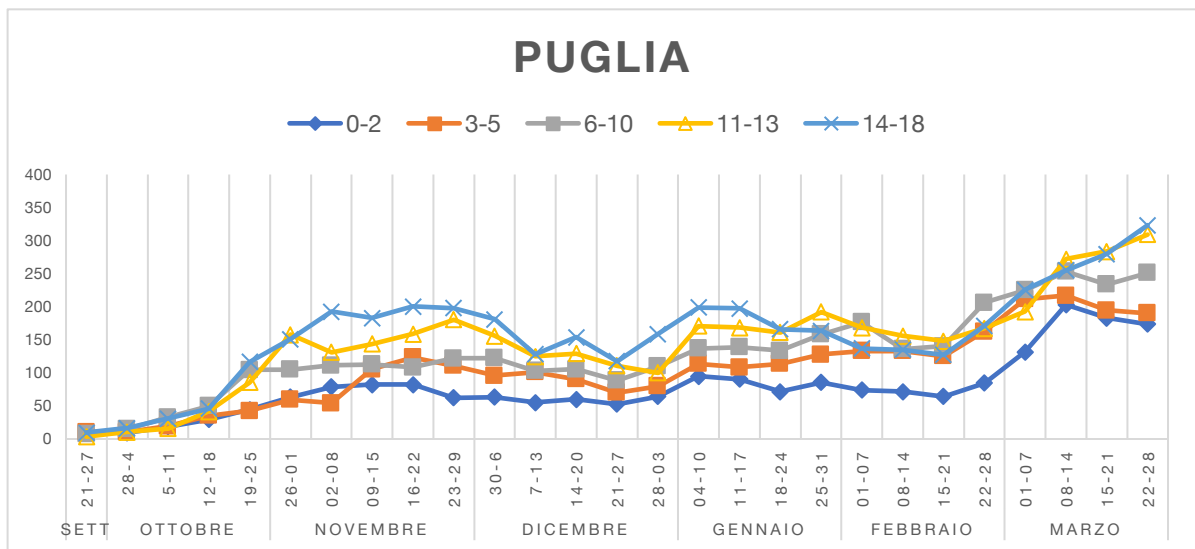 PUGLIA
0-2 3-5 6-10 11-13 14-18
400
350
300
250
200
150
100
50
0
21-27 28-4 5-11 12-18 19-25 26-01 02-08 09-15 16-22 23-29 30-6 7-13 14-20 21-27 28-03 04-10 11-17 18-24 25-31 01-07 08-14 15-21 22-28 01-07 08-14 15-21 22-28
SETT OTTOBRE NOVEMBRE DICEMBRE GENNAIO FEBBRAIO MARZO